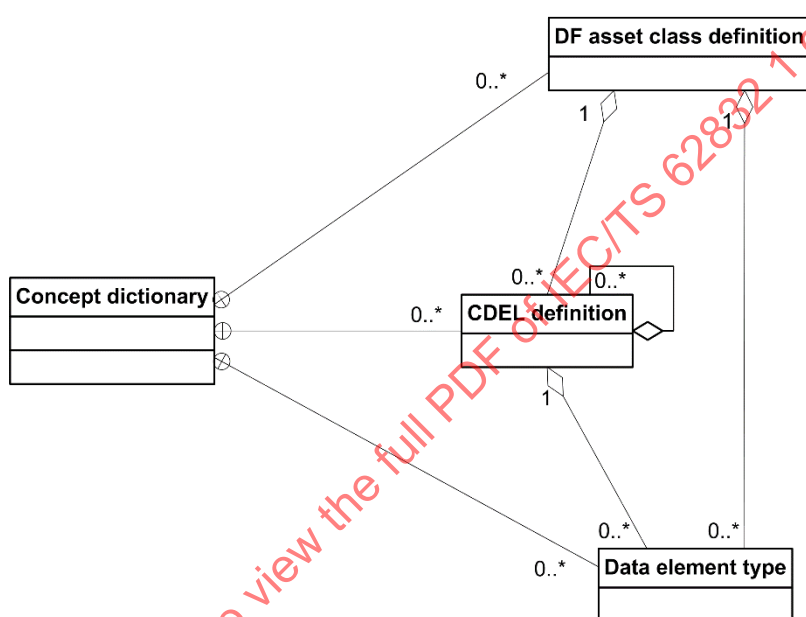 DF asset class definition
0..*
1
1
0..*
0..*
Concept dictionary
0..*
CDEL definition
1
0..*
0..*
0..*
Data element type
view the full PDF of IEC/TS 62832 1